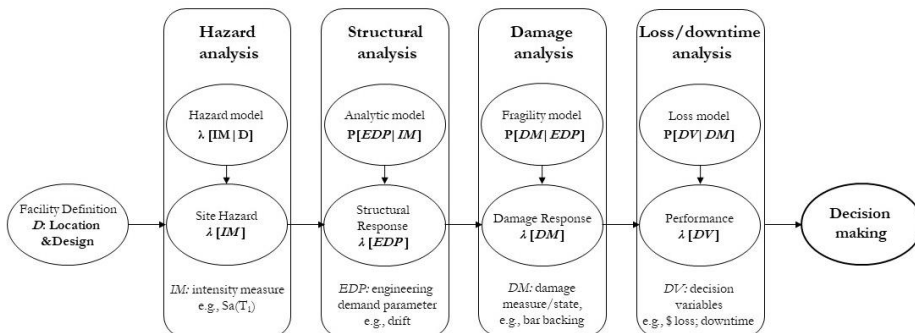 Hazard
analysis
Hazard model
λ [IM | D]
Site Hazard
λ [IM]
IM: intensity measure
e.g., Sa(T₁)
Structural
analysis
Analytic model
P[EDP| IM]
Structural
Response
λ [EDP]
EDP: engineering
demand parameter
e.g., drift
Damage
analysis
Fragility model
P[DM| EDP]
Damage Response
λ [DM]
DM: damage
measure/state,
e.g., bar backing
Loss/downtime
analysis
Loss model
P[DV| DM]
Performance
λ [DV]
DV: decision
variables
e.g., $ loss; downtime
Facility Definition
D: Location
&Design
Decision
making